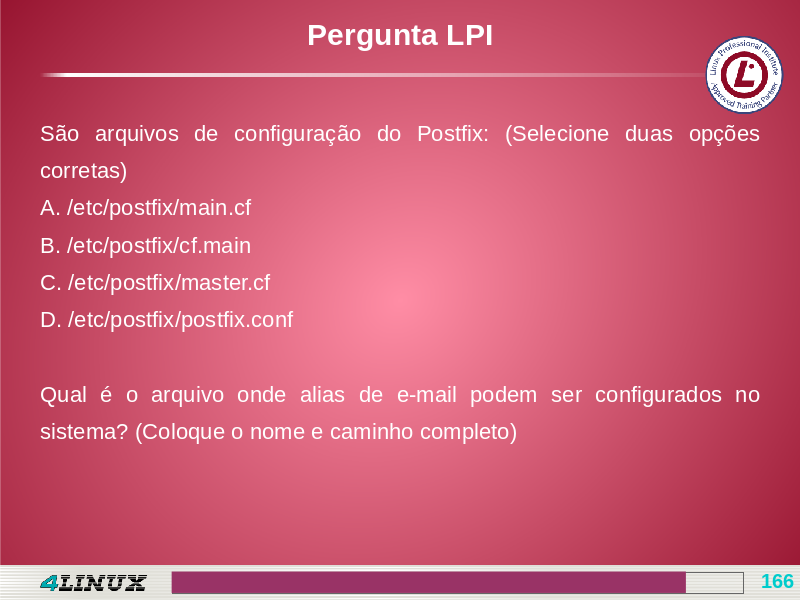 Pergunta LPI
Linux Professional Institute
Approved Training Partner
São arquivos de configuração do Postfix: (Selecione duas opções
corretas)
A. /etc/postfix/main.cf
B. /etc/postfix/cf.main
C. /etc/postfix/master.cf
D. /etc/postfix/postfix.conf
Qual é o arquivo onde alias de e-mail podem ser configurados no
sistema? (Coloque o nome e caminho completo)
4LINUX
166